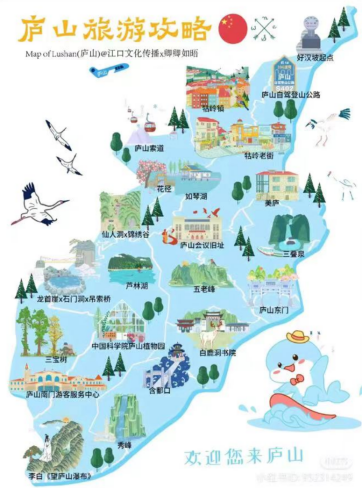 庐山旅游攻略
Map of Lushan(庐山)@江口文化传播x卿卿如晤
好汉坡起点
庐山
庐山自驾登山公路
牯岭镇
庐山索道
牯岭老街
花径
如琴湖
美庐
仙人洞x锦绣谷
庐山会议旧址
三叠泉
龙首崖x石门涧x吊索桥
芦林湖
五老峰
庐山东门
三宝树
中国科学院庐山植物园
白鹿洞书院
庐山南门游客服务中心
含鄱口
秀峰
李白《望庐山瀑布》
欢迎您来庐山